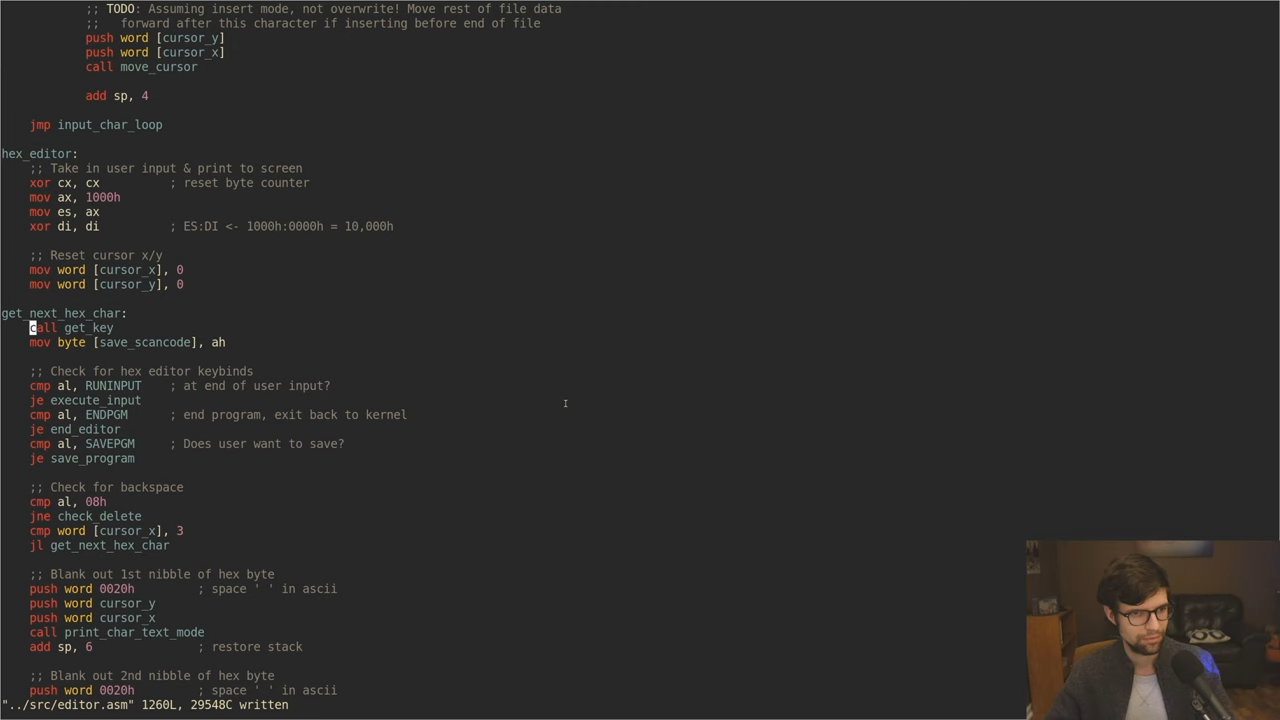 ;; TODO: Assuming insert mode, not overwrite! Move rest of file data
;;   forward after this character if inserting before end of file
push word [cursor_y]
push word [cursor_x]
call move_cursor
add sp, 4
jmp input_char_loop
hex_editor:
;; Take in user input & print to screen
xor cx, cx          ; reset byte counter
mov ax, 1000h
mov es, ax
xor di, di          ; ES:DI <- 1000h:0000h = 10,000h
;; Reset cursor x/y
mov word [cursor_x], 0
mov word [cursor_y], 0
get_next_hex_char:
call get_key
mov byte [save_scancode], ah
;; Check for hex editor keybinds
cmp al, RUNINPUT    ; at end of user input?
je execute_input
cmp al, ENDPGM      ; end program, exit back to kernel
je end_editor
cmp al, SAVEPGM     ; Does user want to save?
je save_program
;; Check for backspace
cmp al, 08h
jne check_delete
cmp word [cursor_x], 3
jl get_next_hex_char
;; Blank out 1st nibble of hex byte
push word 0020h         ; space ' ' in ascii
push word cursor_y
push word cursor_x
call print_char_text_mode
add sp, 6               ; restore stack
;; Blank out 2nd nibble of hex byte
push word 0020h         ; space ' ' in ascii
"../src/editor.asm" 1260L, 29548C written